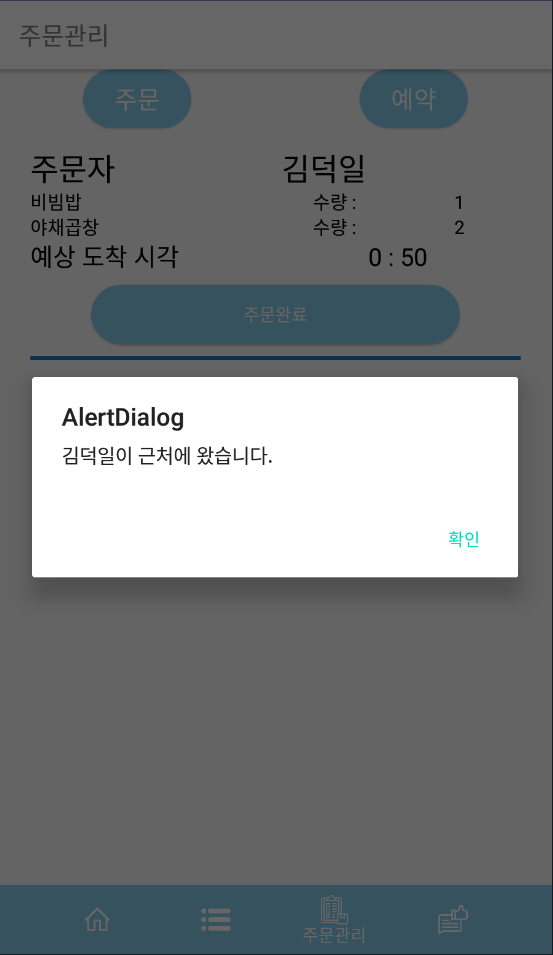 주문관리
주문 예약
주문자 김덕일
비빔밥 수량 : 1
야채곱창 수량 : 2
예상 도착 시각 0 : 50
주문완료
AlertDialog
김덕일이 근처에 왔습니다.
확인
주문관리